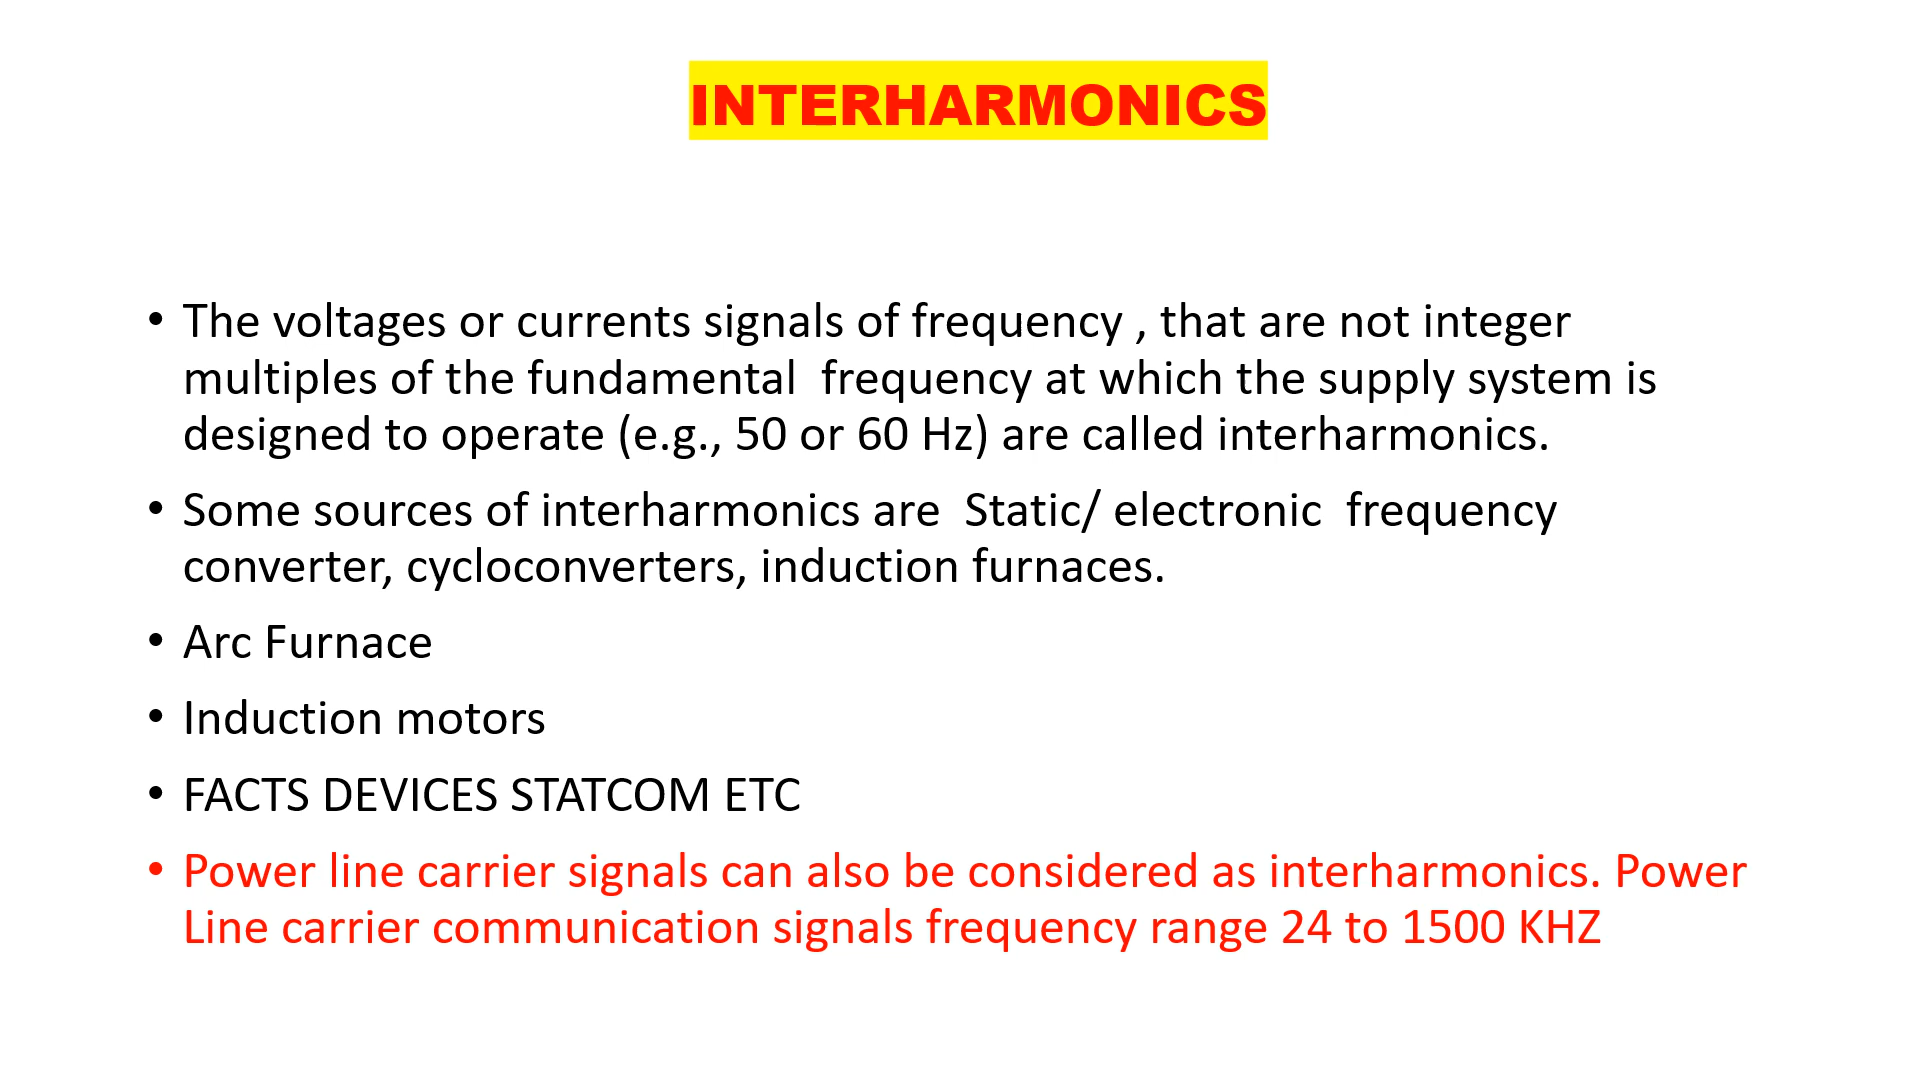 INTERHARMONICS
• The voltages or currents signals of frequency , that are not integer
multiples of the fundamental  frequency at which the supply system is
designed to operate (e.g., 50 or 60 Hz) are called interharmonics.
• Some sources of interharmonics are  Static/ electronic  frequency
converter, cycloconverters, induction furnaces.
• Arc Furnace
• Induction motors
• FACTS DEVICES STATCOM ETC
• Power line carrier signals can also be considered as interharmonics. Power
Line carrier communication signals frequency range 24 to 1500 KHZ